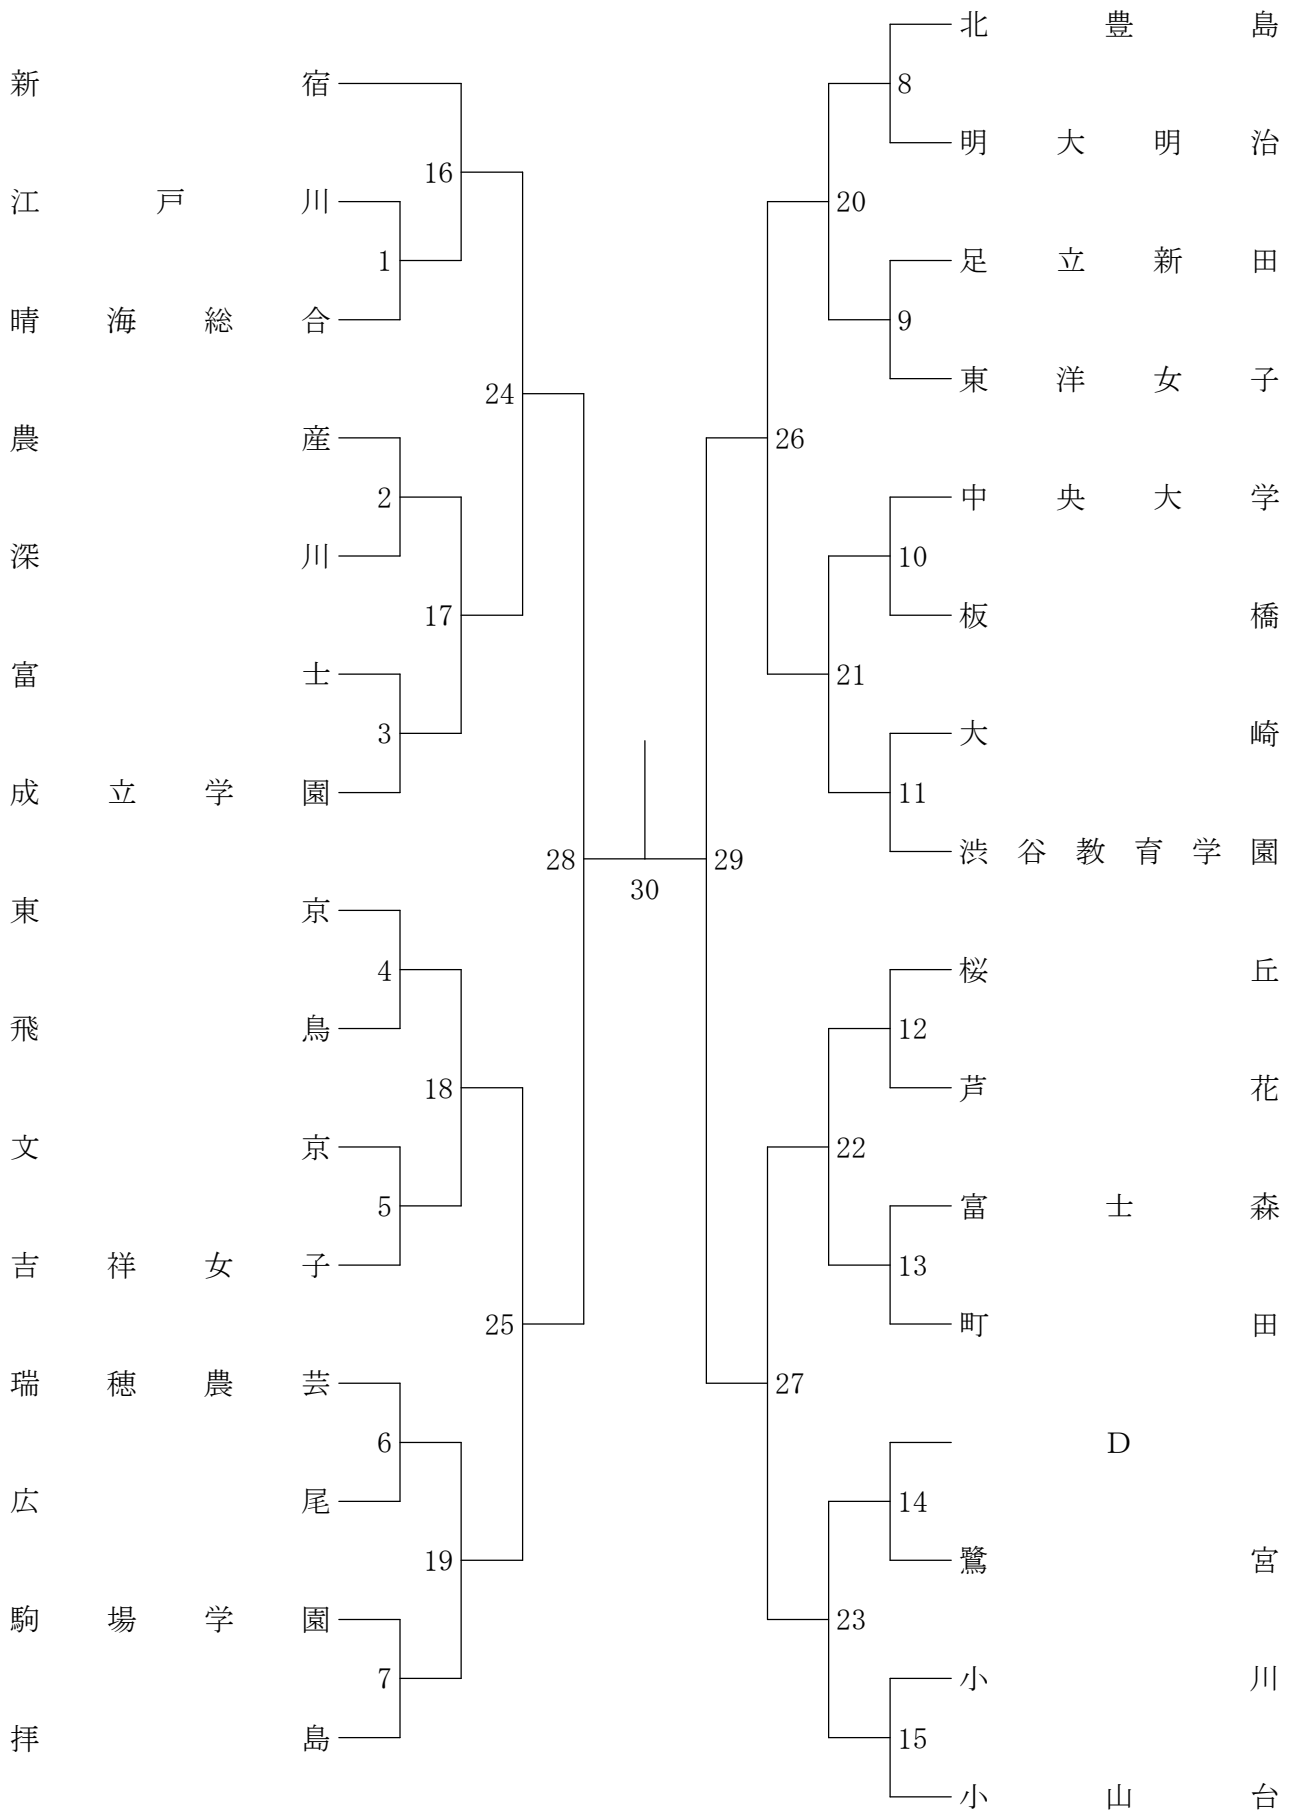 新宿
江戸川
晴海総合
農産
深川
富士
成立学園
東京
飛鳥
文京
吉祥女子
瑞穂農芸
広尾
駒場学園
拝島
1
2
3
4
5
6
7
16
17
18
19
24
25
28
30
29
26
27
20
21
22
23
8
9
10
11
12
13
14
15
北豊島
明大明治
足立新田
東洋女子
中央大学
板橋
大崎
渋谷教育学園
桜丘
芦花
富士森
町田
D
鷺宮
小川
小山台